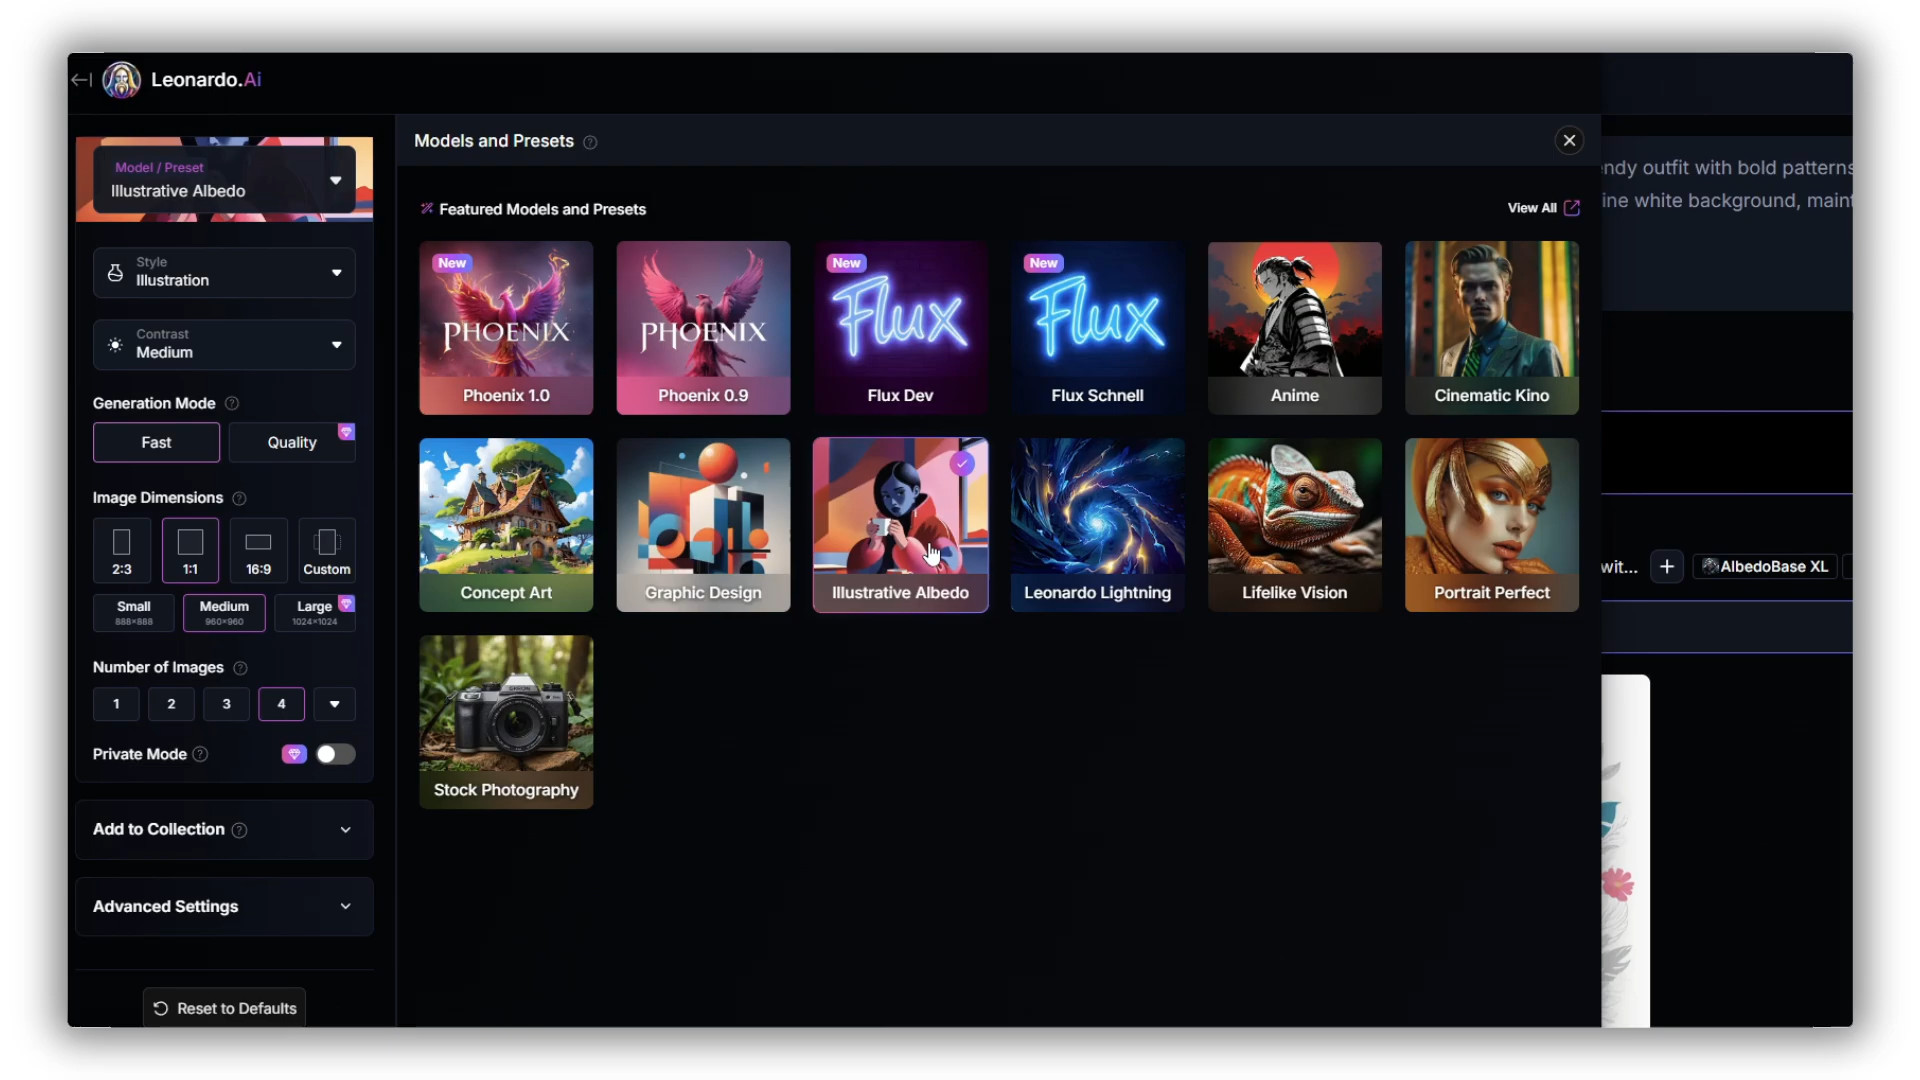 Leonardo.Ai
Model / Preset
Illustrative Albedo
Style
Illustration
Contrast
Medium
Generation Mode
Fast
Quality
Image Dimensions
2:3
1:1
16:9
Custom
Small
888×888
Medium
960×960
Large
1024×1024
Number of Images
1
2
3
4
Private Mode
Add to Collection
Advanced Settings
Reset to Defaults
Models and Presets
Featured Models and Presets
View All
New
PHOENIX
Phoenix 1.0
PHOENIX
Phoenix 0.9
New
Flux
Flux Dev
New
Flux
Flux Schnell
Anime
Cinematic Kino
Concept Art
Graphic Design
Illustrative Albedo
Leonardo Lightning
Lifelike Vision
Portrait Perfect
Stock Photography
ndy outfit with bold patterns
ine white background, maint
wit...
AlbedoBase XL